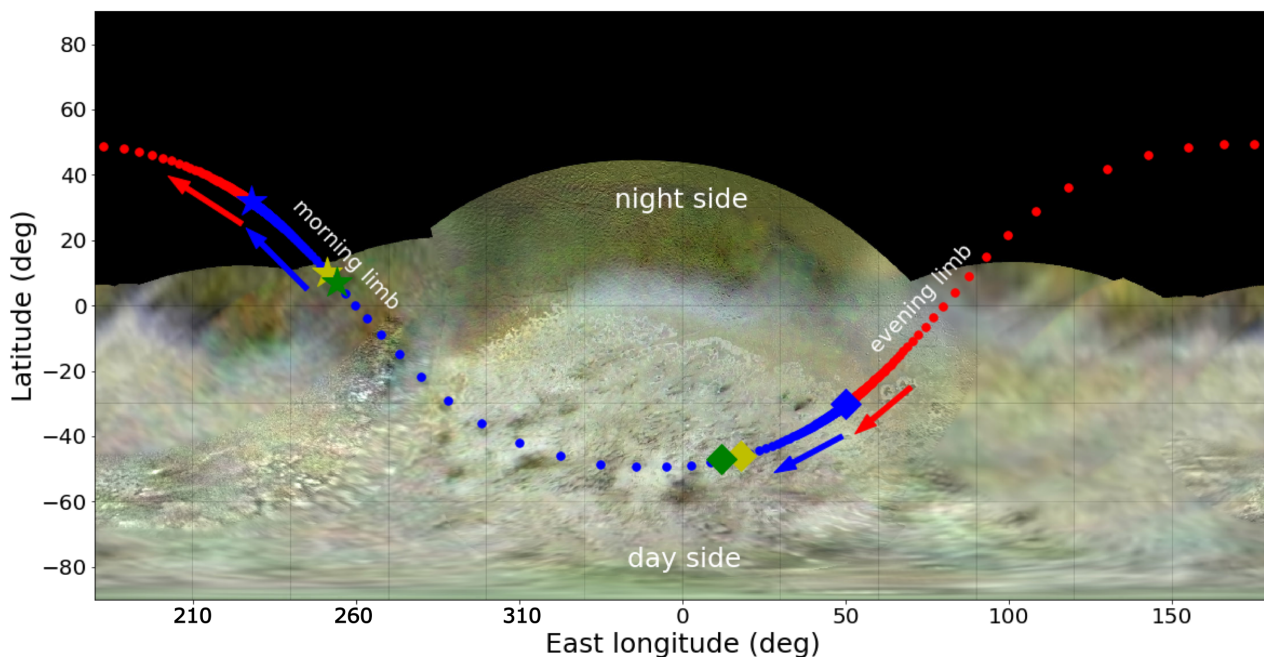 80
60
40
20
0
−20
−40
−60
−80
Latitude (deg)
night side
morning limb
evening limb
day side
210 260 310 0 50 100 150
East longitude (deg)